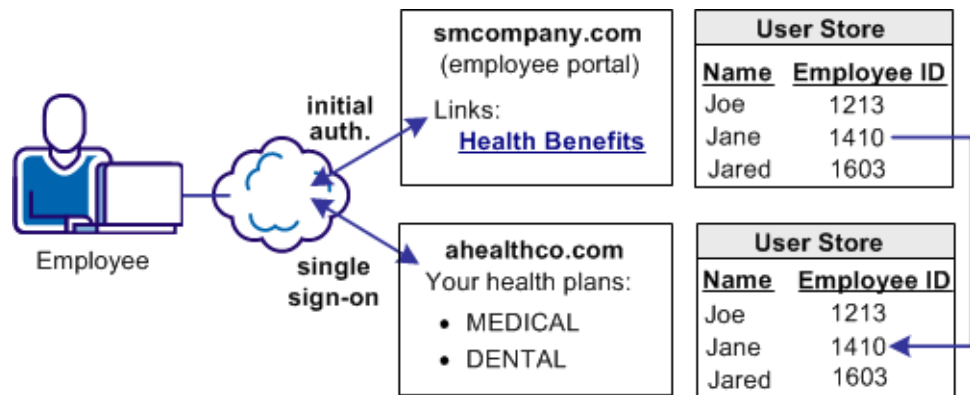 smcompany.com
(employee portal)
Links:
Health Benefits
User Store
Name Employee ID
Joe 1213
Jane 1410
Jared 1603
initial
auth.
Employee
single
sign-on
ahealthco.com
Your health plans:
• MEDICAL
• DENTAL
User Store
Name Employee ID
Joe 1213
Jane 1410
Jared 1603